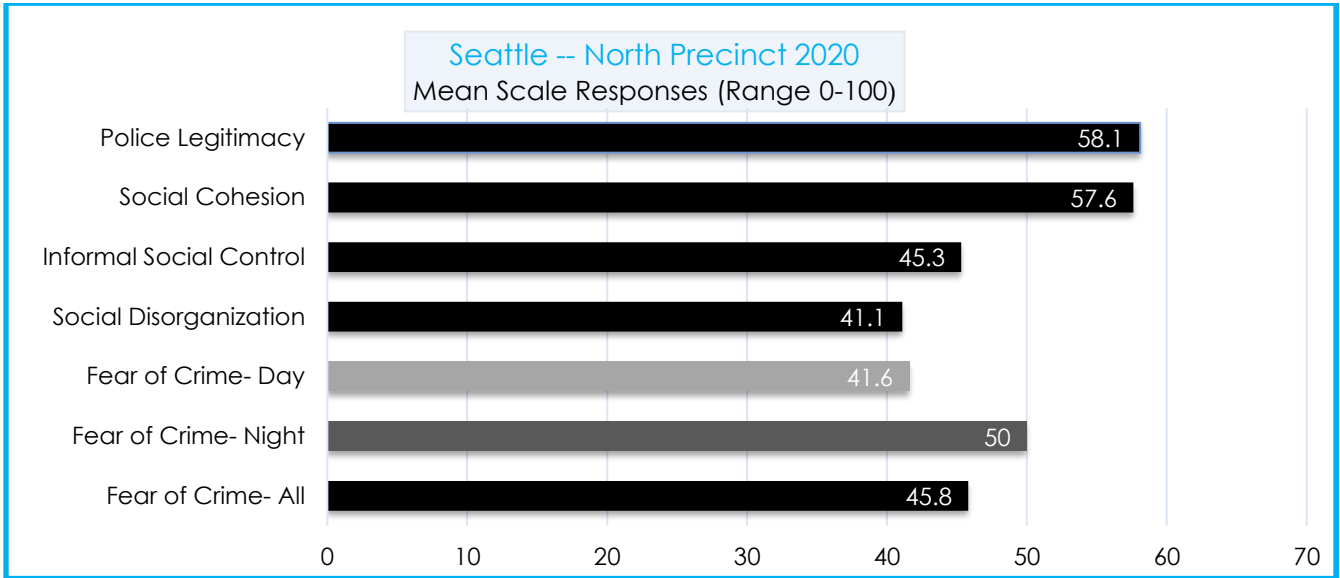 Seattle -- North Precinct 2020
Mean Scale Responses (Range 0-100)
Police Legitimacy 58.1
Social Cohesion 57.6
Informal Social Control 45.3
Social Disorganization 41.1
Fear of Crime- Day 41.6
Fear of Crime- Night 50
Fear of Crime- All 45.8
0 10 20 30 40 50 60 70